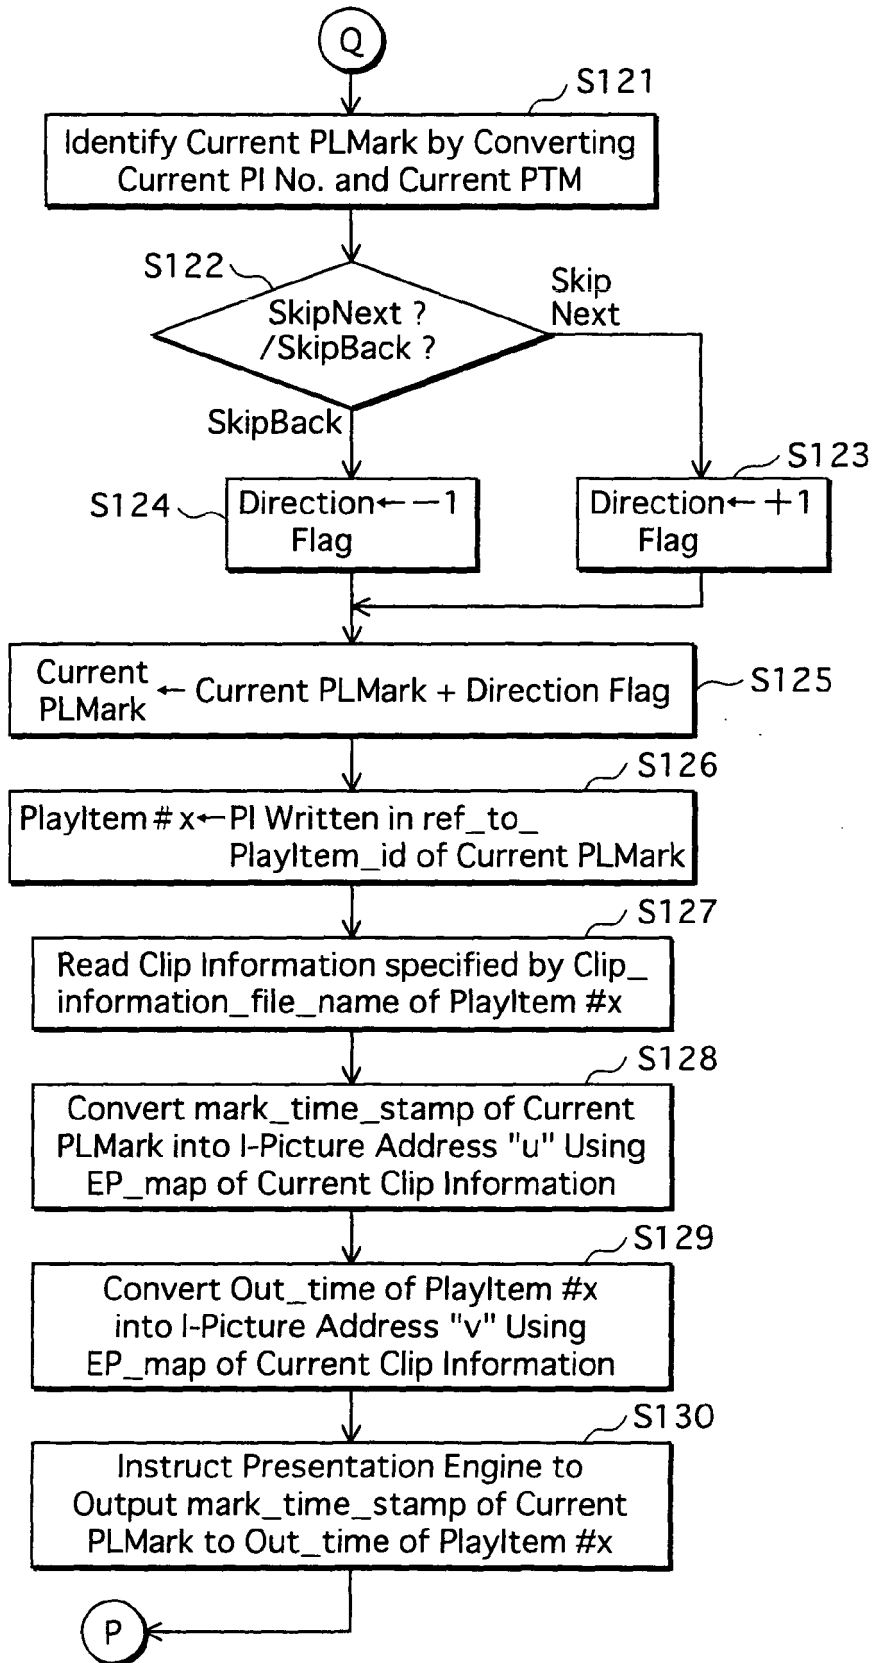 Q
S121
Identify Current PLMark by Converting
Current PI No. and Current PTM
S122
SkipNext ?
/SkipBack ?
Skip
Next
SkipBack
S123
S124
Direction←−1
Flag
Direction←+1
Flag
Current
PLMark
← Current PLMark + Direction Flag
S125
S126
PlayItem # x←PI Written in ref_to_
PlayItem_id of Current PLMark
S127
Read Clip Information specified by Clip_
information_file_name of PlayItem #x
S128
Convert mark_time_stamp of Current
PLMark into I-Picture Address "u" Using
EP_map of Current Clip Information
S129
Convert Out_time of PlayItem #x
into I-Picture Address "v" Using
EP_map of Current Clip Information
S130
Instruct Presentation Engine to
Output mark_time_stamp of Current
PLMark to Out_time of PlayItem #x
P